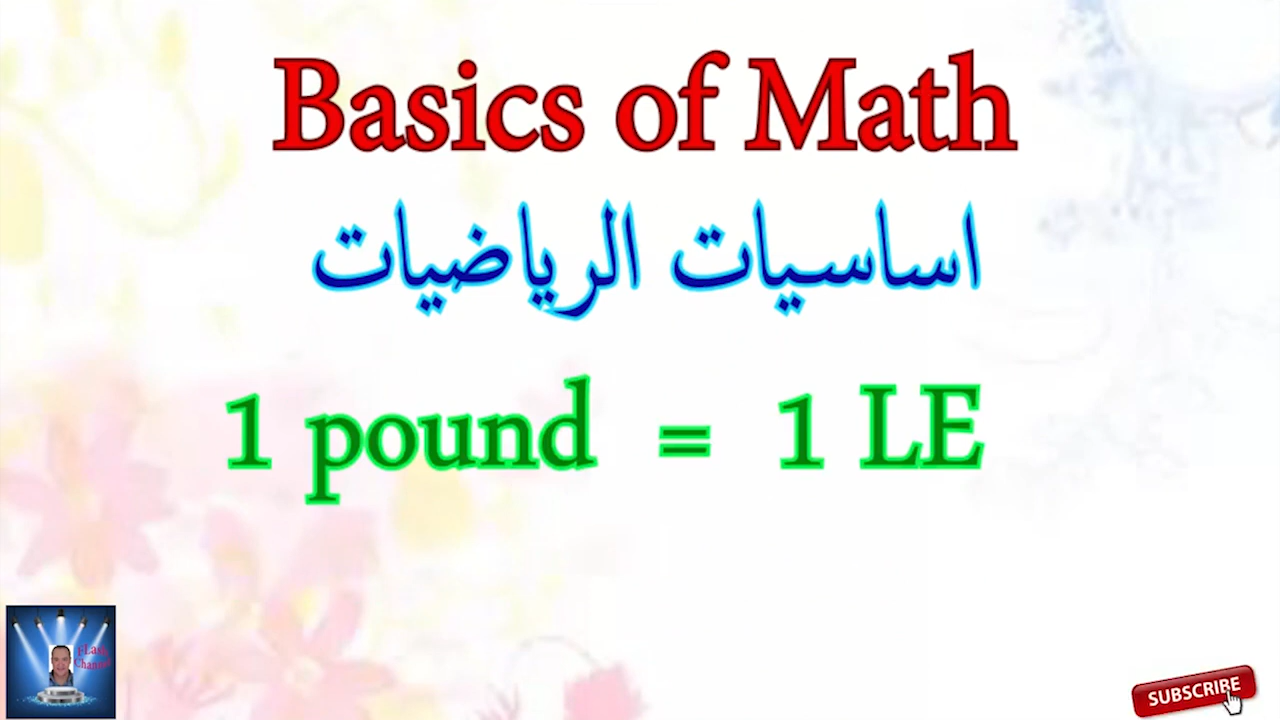 Basics of Math
اساسيات الرياضيات
1 pound = 1 LE
SUBSCRIBE